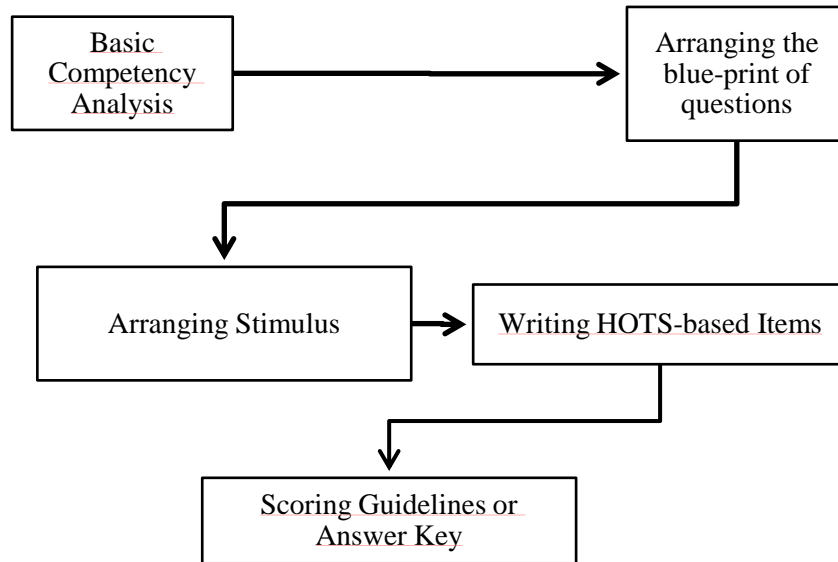 Basic
Competency
Analysis
Arranging the
blue-print of
questions
Arranging Stimulus
Writing HOTS-based Items
Scoring Guidelines or
Answer Key